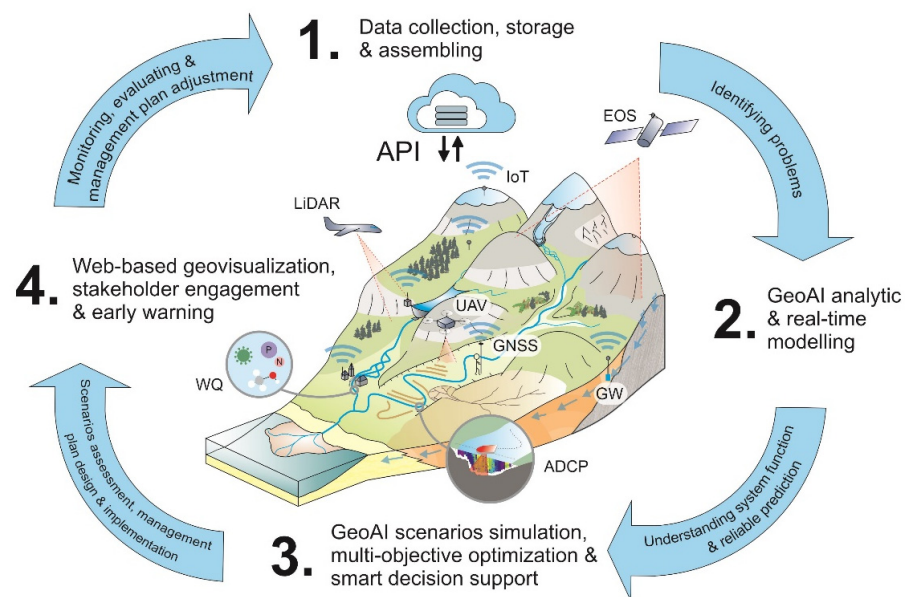 1.
Data collection, storage
& assembling
Identifying
problems
2.
GeoAI analytic
& real-time
modelling
Understanding system function
& reliable prediction
3.
GeoAI scenarios simulation,
multi-objective optimization &
smart decision support
Scenarios assessment, management
plan design & implementation
4.
Web-based geovisualization,
stakeholder engagement
& early warning
Monitoring, evaluating &
management plan adjustment
API
IoT
EOS
LiDAR
UAV
GNSS
P
N
WQ
GW
ADCP